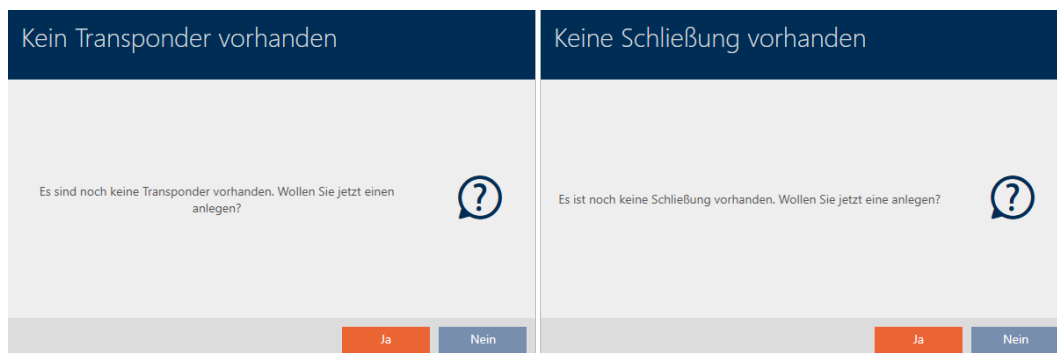 Kein Transponder vorhanden
Es sind noch keine Transponder vorhanden. Wollen Sie jetzt einen
anlegen?
Ja
Nein
Keine Schließung vorhanden
Es ist noch keine Schließung vorhanden. Wollen Sie jetzt eine anlegen?
Ja
Nein